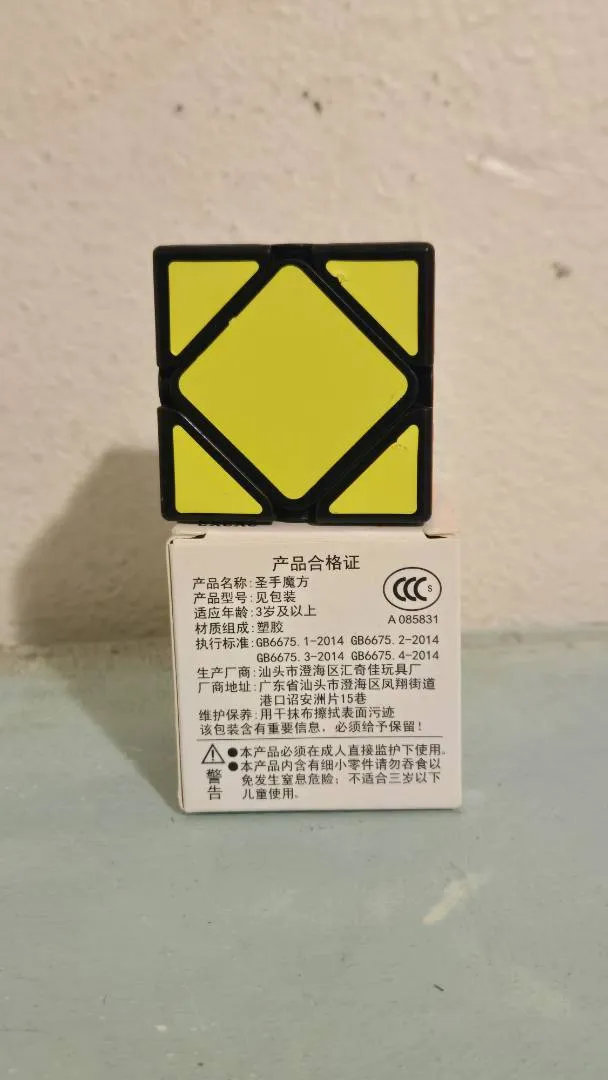 产品合格证
产品名称:圣手魔方
产品型号:见包装
适应年龄:3岁及以上
材质组成:塑胶
CCC S
A 085831
执行标准:GB6675.1-2014 GB6675.2-2014
GB6675.3-2014 GB6675.4-2014
生产厂商:汕头市澄海区汇奇佳玩具厂
厂商地址:广东省汕头市澄海区凤翔街道
港口诏安洲片15巷
维护保养:用干抹布擦拭表面污迹
该包装含有重要信息,必须给予保留!
警告
●本产品必须在成人直接监护下使用。
●本产品内含有细小零件请勿吞食以
免发生窒息危险;不适合三岁以下
儿童使用。